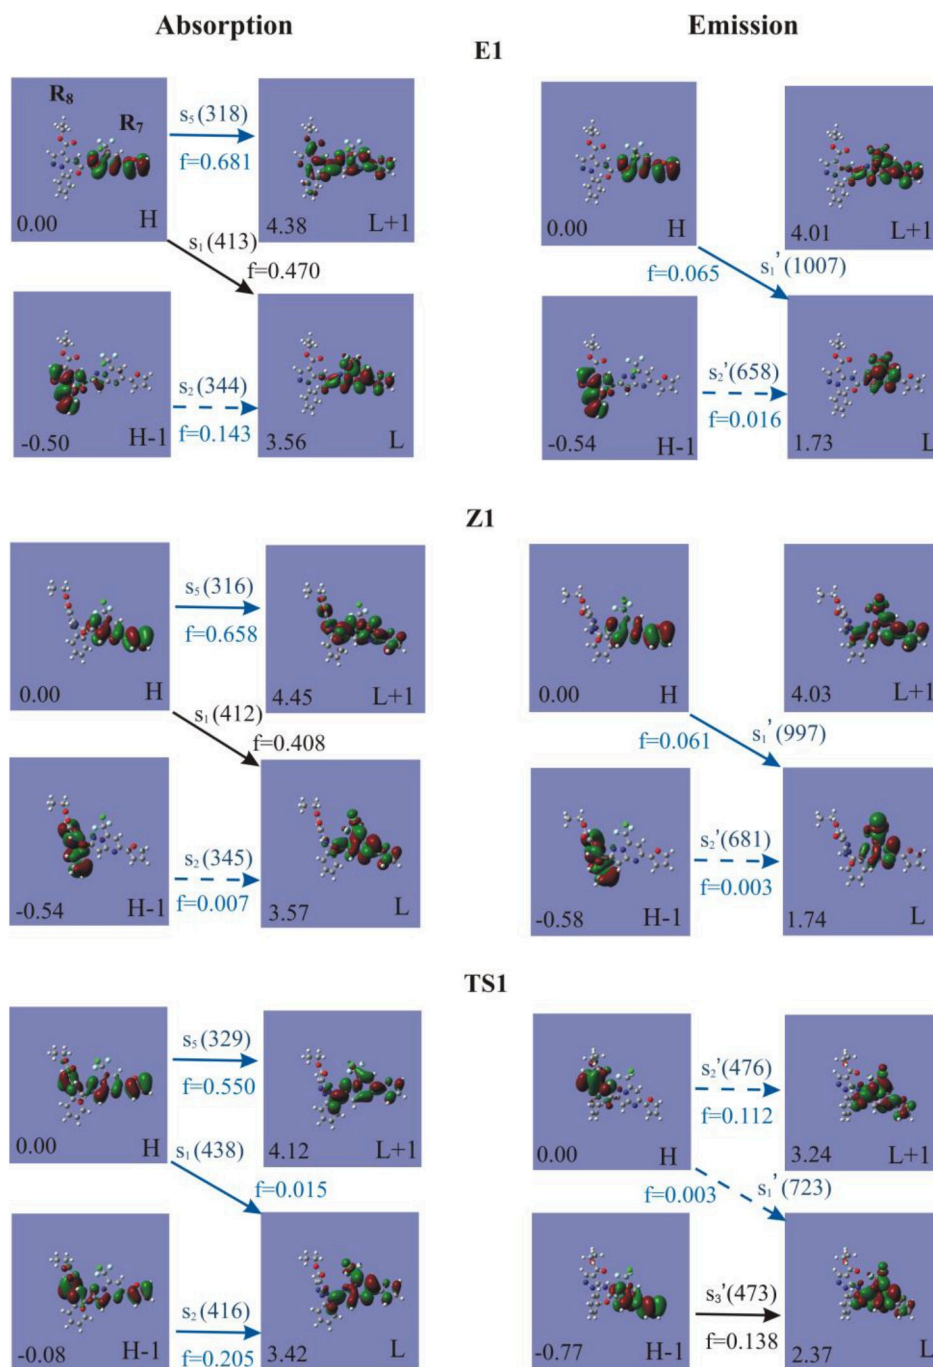 Absorption
Emission
E1
R8
R7
0.00
H
s5(318)
f=0.681
4.38
L+1
s1(413)
f=0.470
-0.50
H-1
s2(344)
f=0.143
3.56
L
0.00
H
4.01
L+1
s1'(1007)
f=0.065
-0.54
H-1
s2'(658)
f=0.016
1.73
L
Z1
0.00
H
s5(316)
f=0.658
4.45
L+1
s1(412)
f=0.408
-0.54
H-1
s2(345)
f=0.007
3.57
L
0.00
H
4.03
L+1
s1'(997)
f=0.061
-0.58
H-1
s2'(681)
f=0.003
1.74
L
TS1
0.00
H
s5(329)
f=0.550
4.12
L+1
s1(438)
f=0.015
-0.08
H-1
s2(416)
f=0.205
3.42
L
0.00
H
s2'(476)
f=0.112
3.24
L+1
s1'(723)
f=0.003
-0.77
H-1
s3'(473)
f=0.138
2.37
L